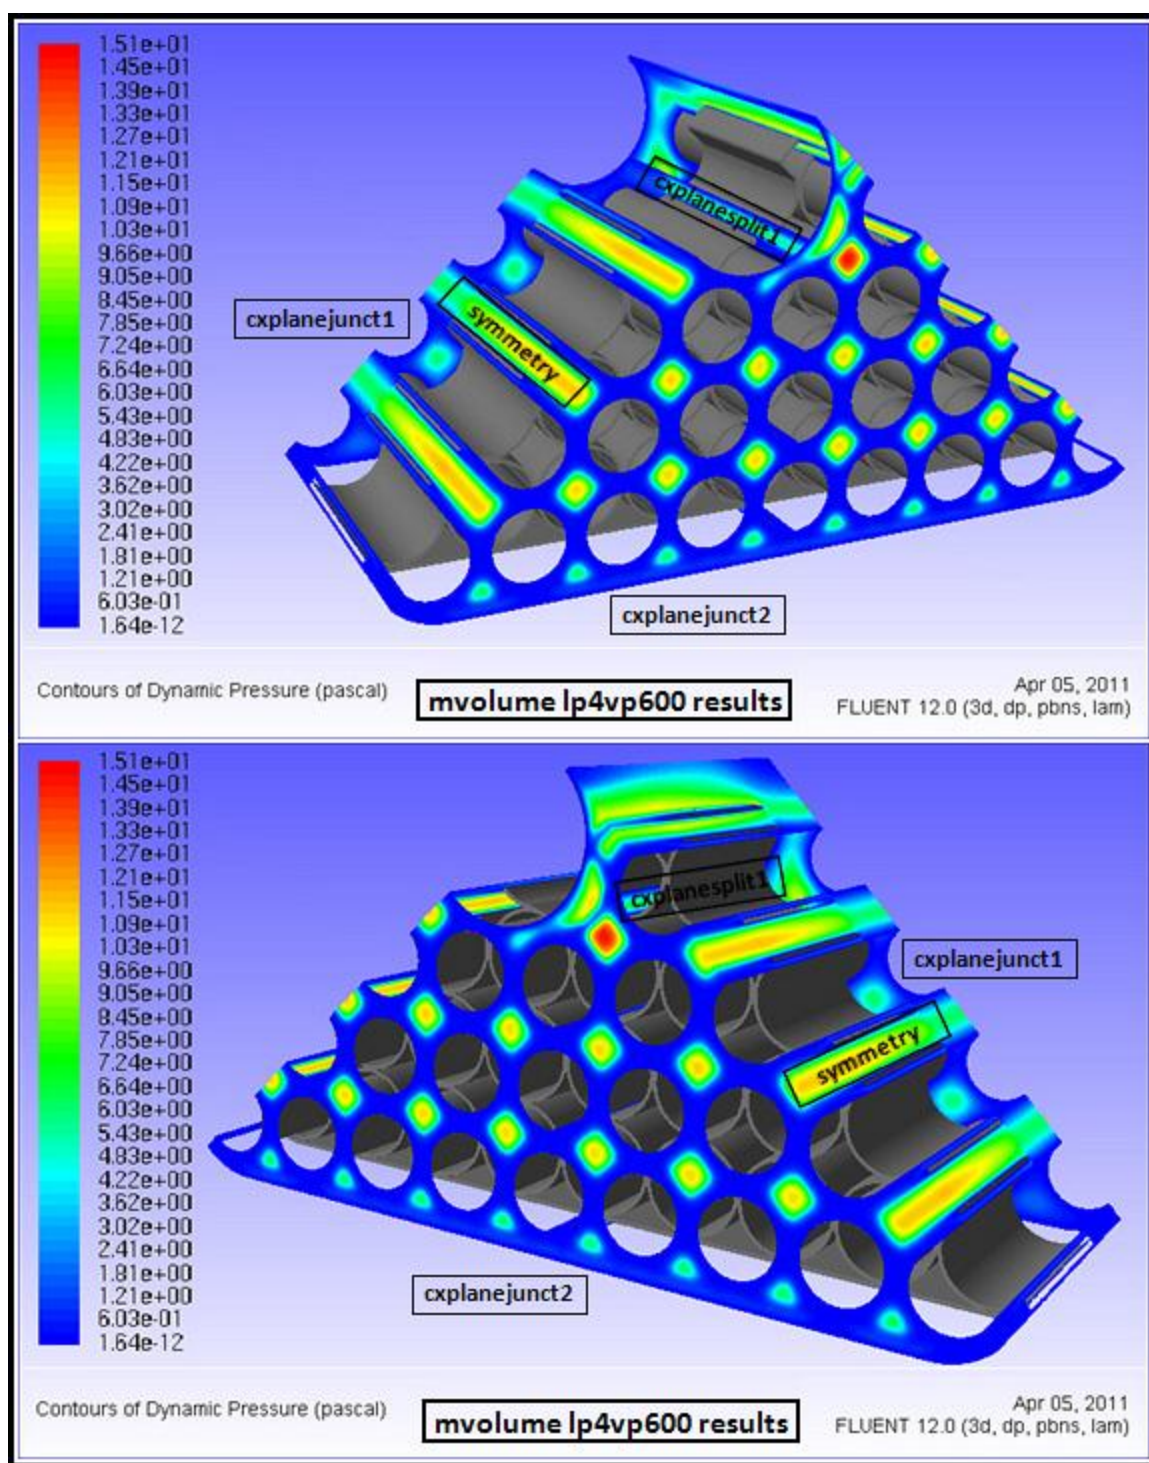 1.51e+01
1.45e+01
1.39e+01
1.33e+01
1.27e+01
1.21e+01
1.15e+01
1.09e+01
1.03e+01
9.66e+00
9.05e+00
8.45e+00
7.85e+00
7.24e+00
6.64e+00
6.03e+00
5.43e+00
4.83e+00
4.22e+00
3.62e+00
3.02e+00
2.41e+00
1.81e+00
1.21e+00
6.03e-01
1.64e-12
cxplanesplit1
cxplanejunct1
symmetry
cxplanejunct2
Contours of Dynamic Pressure (pascal)
mvolume lp4vp600 results
Apr 05, 2011
FLUENT 12.0 (3d, dp, pbns, lam)
1.51e+01
1.45e+01
1.39e+01
1.33e+01
1.27e+01
1.21e+01
1.15e+01
1.09e+01
1.03e+01
9.66e+00
9.05e+00
8.45e+00
7.85e+00
7.24e+00
6.64e+00
6.03e+00
5.43e+00
4.83e+00
4.22e+00
3.62e+00
3.02e+00
2.41e+00
1.81e+00
1.21e+00
6.03e-01
1.64e-12
cxplanesplit1
cxplanejunct1
symmetry
cxplanejunct2
Contours of Dynamic Pressure (pascal)
mvolume lp4vp600 results
Apr 05, 2011
FLUENT 12.0 (3d, dp, pbns, lam)